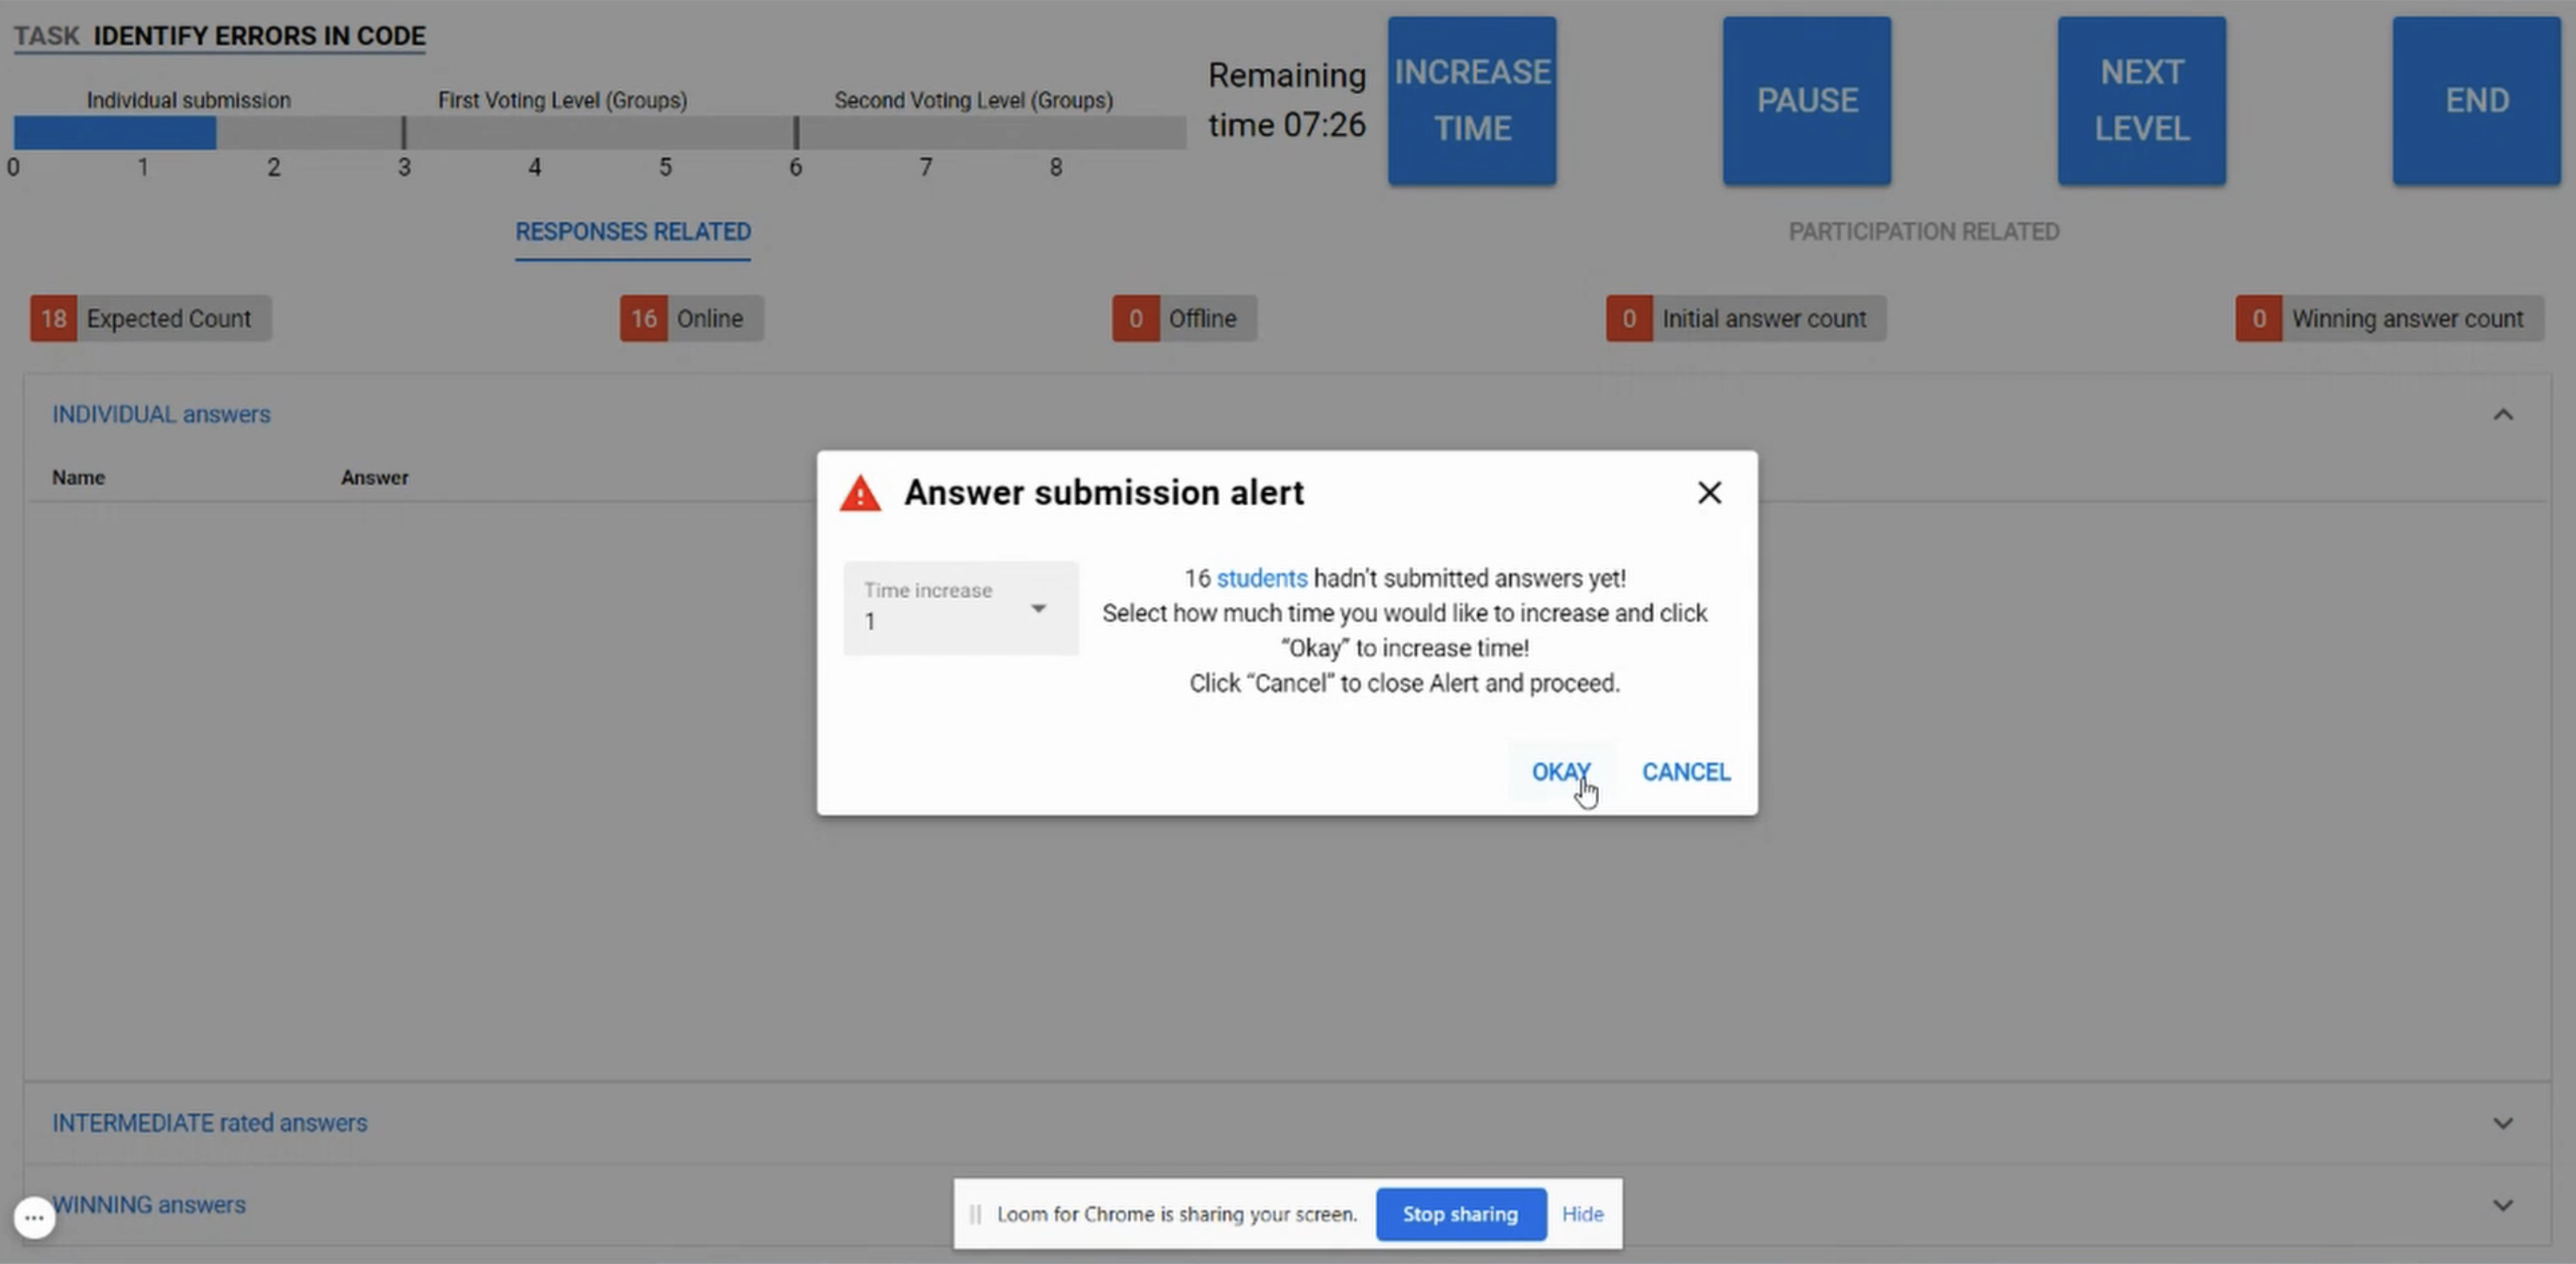 TASK IDENTIFY ERRORS IN CODE
Individual submission
First Voting Level (Groups)
Second Voting Level (Groups)
0 1 2 3 4 5 6 7 8
Remaining
time 07:26
INCREASE
TIME
PAUSE
NEXT
LEVEL
END
RESPONSES RELATED
PARTICIPATION RELATED
18 Expected Count
16 Online
0 Offline
0 Initial answer count
0 Winning answer count
INDIVIDUAL answers
Name Answer
Answer submission alert
Time increase
1
16 students hadn't submitted answers yet!
Select how much time you would like to increase and click
“Okay” to increase time!
Click “Cancel” to close Alert and proceed.
OKAY
CANCEL
INTERMEDIATE rated answers
WINNING answers
Loom for Chrome is sharing your screen.
Stop sharing
Hide